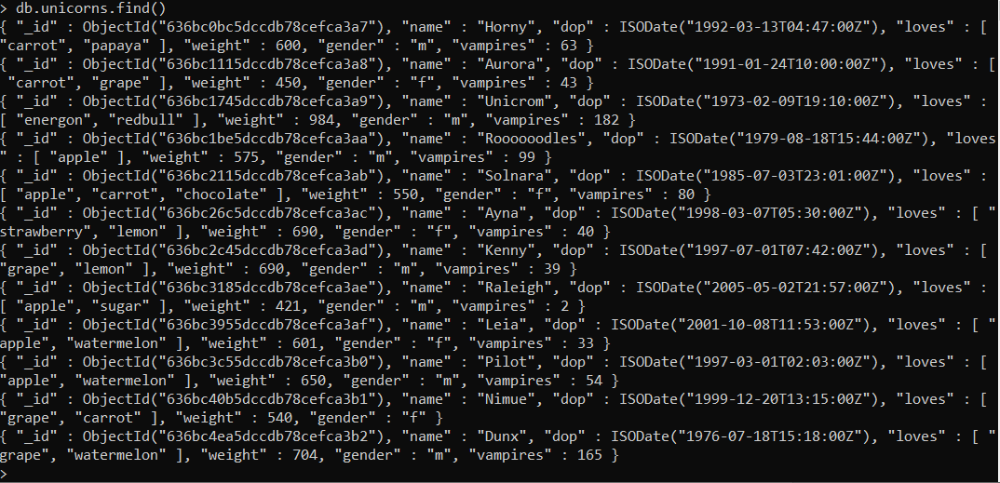 > db.unicorns.find()
{ "_id" : ObjectId("636bc0bc5dccdb78cefca3a7"), "name" : "Horny", "dop" : ISODate("1992-03-13T04:47:00Z"), "loves" : [
"carrot", "papaya" ], "weight" : 600, "gender" : "m", "vampires" : 63 }
{ "_id" : ObjectId("636bc1115dccdb78cefca3a8"), "name" : "Aurora", "dop" : ISODate("1991-01-24T10:00:00Z"), "loves" : [
"carrot", "grape" ], "weight" : 450, "gender" : "f", "vampires" : 43 }
{ "_id" : ObjectId("636bc1745dccdb78cefca3a9"), "name" : "Unicrom", "dop" : ISODate("1973-02-09T19:10:00Z"), "loves" :
[ "energon", "redbull" ], "weight" : 984, "gender" : "m", "vampires" : 182 }
{ "_id" : ObjectId("636bc1be5dccdb78cefca3aa"), "name" : "Roooooodles", "dop" : ISODate("1979-08-18T15:44:00Z"), "loves
" : [ "apple" ], "weight" : 575, "gender" : "m", "vampires" : 99 }
{ "_id" : ObjectId("636bc2115dccdb78cefca3ab"), "name" : "Solnara", "dop" : ISODate("1985-07-03T23:01:00Z"), "loves" :
[ "apple", "carrot", "chocolate" ], "weight" : 550, "gender" : "f", "vampires" : 80 }
{ "_id" : ObjectId("636bc26c5dccdb78cefca3ac"), "name" : "Ayna", "dop" : ISODate("1998-03-07T05:30:00Z"), "loves" : [ "
strawberry", "lemon" ], "weight" : 690, "gender" : "f", "vampires" : 40 }
{ "_id" : ObjectId("636bc2c45dccdb78cefca3ad"), "name" : "Kenny", "dop" : ISODate("1997-07-01T07:42:00Z"), "loves" : [
"grape", "lemon" ], "weight" : 690, "gender" : "m", "vampires" : 39 }
{ "_id" : ObjectId("636bc3185dccdb78cefca3ae"), "name" : "Raleigh", "dop" : ISODate("2005-05-02T21:57:00Z"), "loves" :
[ "apple", "sugar" ], "weight" : 421, "gender" : "m", "vampires" : 2 }
{ "_id" : ObjectId("636bc3955dccdb78cefca3af"), "name" : "Leia", "dop" : ISODate("2001-10-08T11:53:00Z"), "loves" : [ "
apple", "watermelon" ], "weight" : 601, "gender" : "f", "vampires" : 33 }
{ "_id" : ObjectId("636bc3c55dccdb78cefca3b0"), "name" : "Pilot", "dop" : ISODate("1997-03-01T02:03:00Z"), "loves" : [
"apple", "watermelon" ], "weight" : 650, "gender" : "m", "vampires" : 54 }
{ "_id" : ObjectId("636bc40b5dccdb78cefca3b1"), "name" : "Nimue", "dop" : ISODate("1999-12-20T13:15:00Z"), "loves" : [
"grape", "carrot" ], "weight" : 540, "gender" : "f" }
{ "_id" : ObjectId("636bc4ea5dccdb78cefca3b2"), "name" : "Dunx", "dop" : ISODate("1976-07-18T15:18:00Z"), "loves" : [ "
grape", "watermelon" ], "weight" : 704, "gender" : "m", "vampires" : 165 }
>